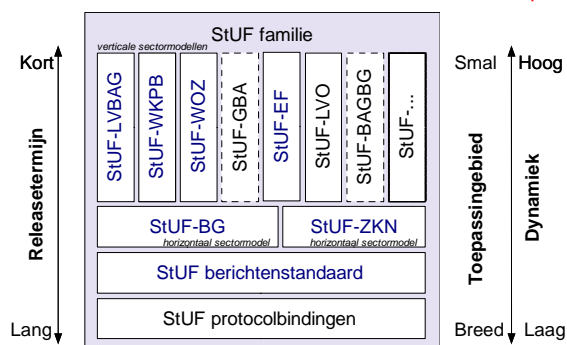 StUF familie
verticale sectormodellen
Kort
Smal
Hoog
StUF-LVBAG
StUF-WKPB
StUF-WOZ
StUF-GBA
StUF-EF
StUF-LVO
StUF-BAGBG
StUF-...
Releasetermijn
Toepassingebied
Dynamiek
StUF-BG
horizontaal sectormodel
StUF-ZKN
horizontaal sectormodel
StUF berichtenstandaard
StUF protocolbindingen
Lang
Breed
Laag